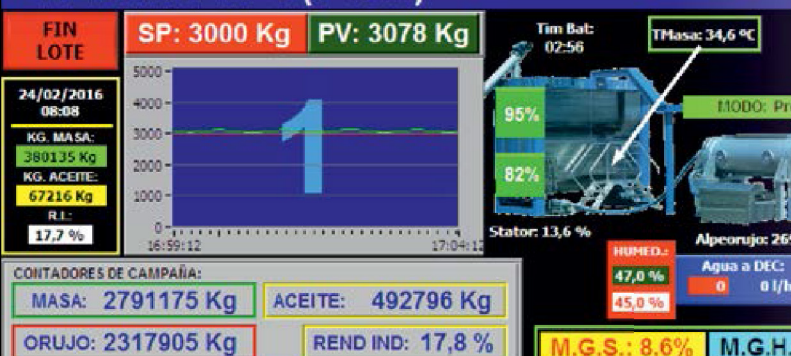 FIN
LOTE
SP: 3000 Kg
PV: 3078 Kg
Tim Bat:
02:56
TMasa: 34,6 ºC
24/02/2016
08:08
KG. MASA:
380135 Kg
KG. ACEITE:
67216 Kg
R.I.:
17,7 %
5000
4000
3000
2000
1000
0
1
16:59:12
17:04:12
95%
82%
MODO: Pri
Stator: 13,6 %
HUMED.:
47,0 %
45,0 %
Alpeorujo: 269
Agua a DEC:
0
0 l/h
CONTADORES DE CAMPAÑA:
MASA: 2791175 Kg
ACEITE: 492796 Kg
ORUJO: 2317905 Kg
REND IND: 17,8 %
M.G.S.: 8.6%
M.G.H.